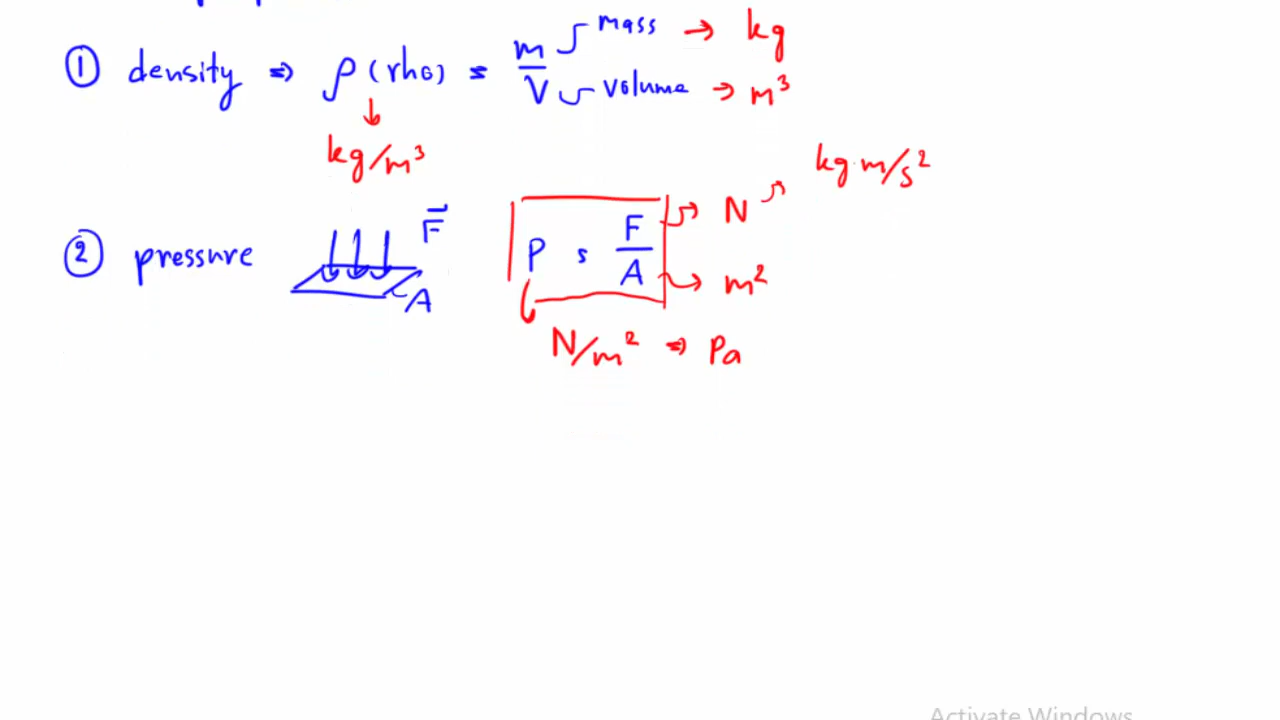 ① density ⇒ ρ (rho) = m/V mass → kg
volume → m³
↓
kg/m³
kg·m/s²
② pressure F⃗ A P = F/A → N
→ m²
N/m² ⇒ Pa
Activate Windows